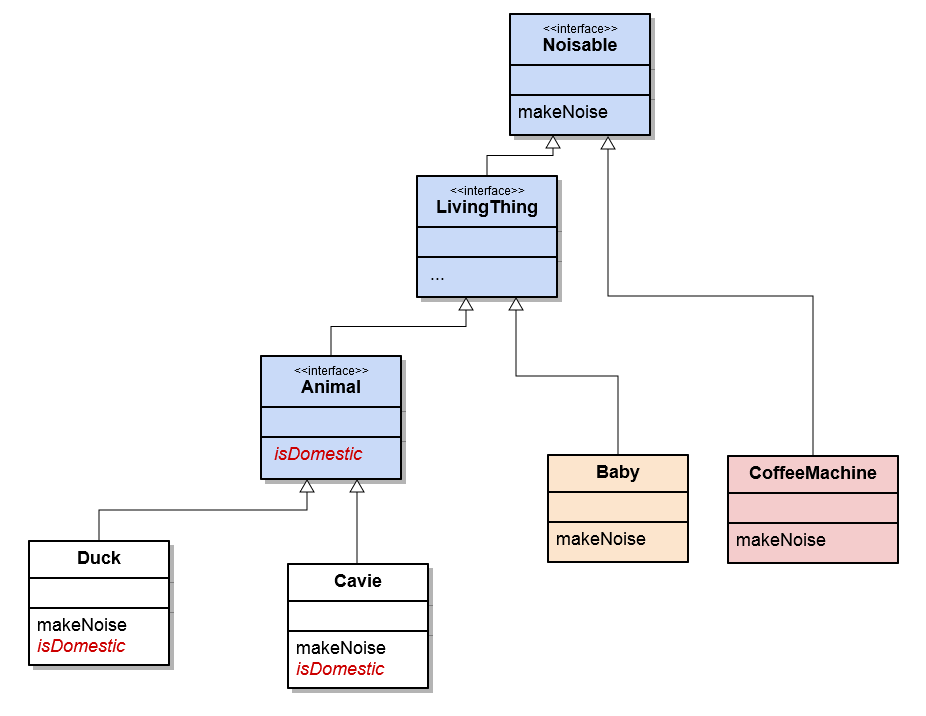 <<interface>>
Noisable
makeNoise
<<interface>>
LivingThing
...
<<interface>>
Animal
isDomestic
Baby
makeNoise
CoffeeMachine
makeNoise
Duck
makeNoise
isDomestic
Cavie
makeNoise
isDomestic